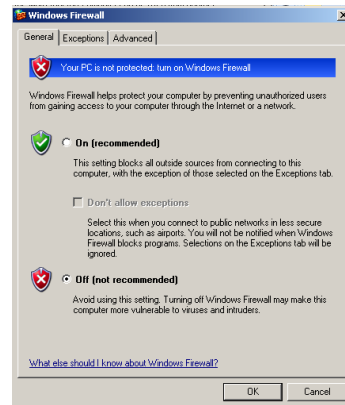 Windows Firewall
General Exceptions Advanced
Your PC is not protected: turn on Windows Firewall
Windows Firewall helps protect your computer by preventing unauthorized users
from gaining access to your computer through the Internet or a network.
On (recommended)
This setting blocks all outside sources from connecting to this
computer, with the exception of those selected on the Exceptions tab.
Don't allow exceptions
Select this when you connect to public networks in less secure
locations, such as airports. You will not be notified when Windows
Firewall blocks programs. Selections on the Exceptions tab will be
ignored.
Off (not recommended)
Avoid using this setting. Turning off Windows Firewall may make this
computer more vulnerable to viruses and intruders.
What else should I know about Windows Firewall?
OK Cancel